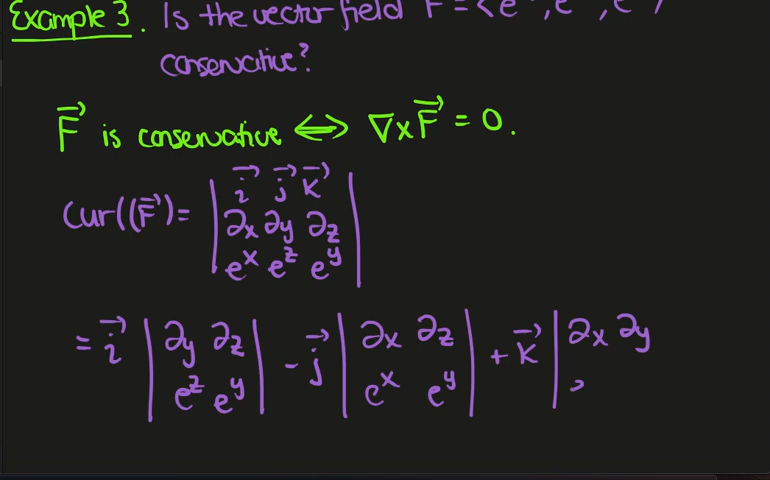 Example 3. Is the vector field F = <e , e , e >
conservative?
F⃗ is conservative ⟺ ∇×F⃗ = 0.
curl(F⃗) = | i⃗ j⃗ k⃗ |
| ∂x ∂y ∂z |
| e^x e^z e^y |
= i⃗ | ∂y ∂z | - j⃗ | ∂x ∂z | + k⃗ | ∂x ∂y
| e^z e^y | | e^x e^y | |